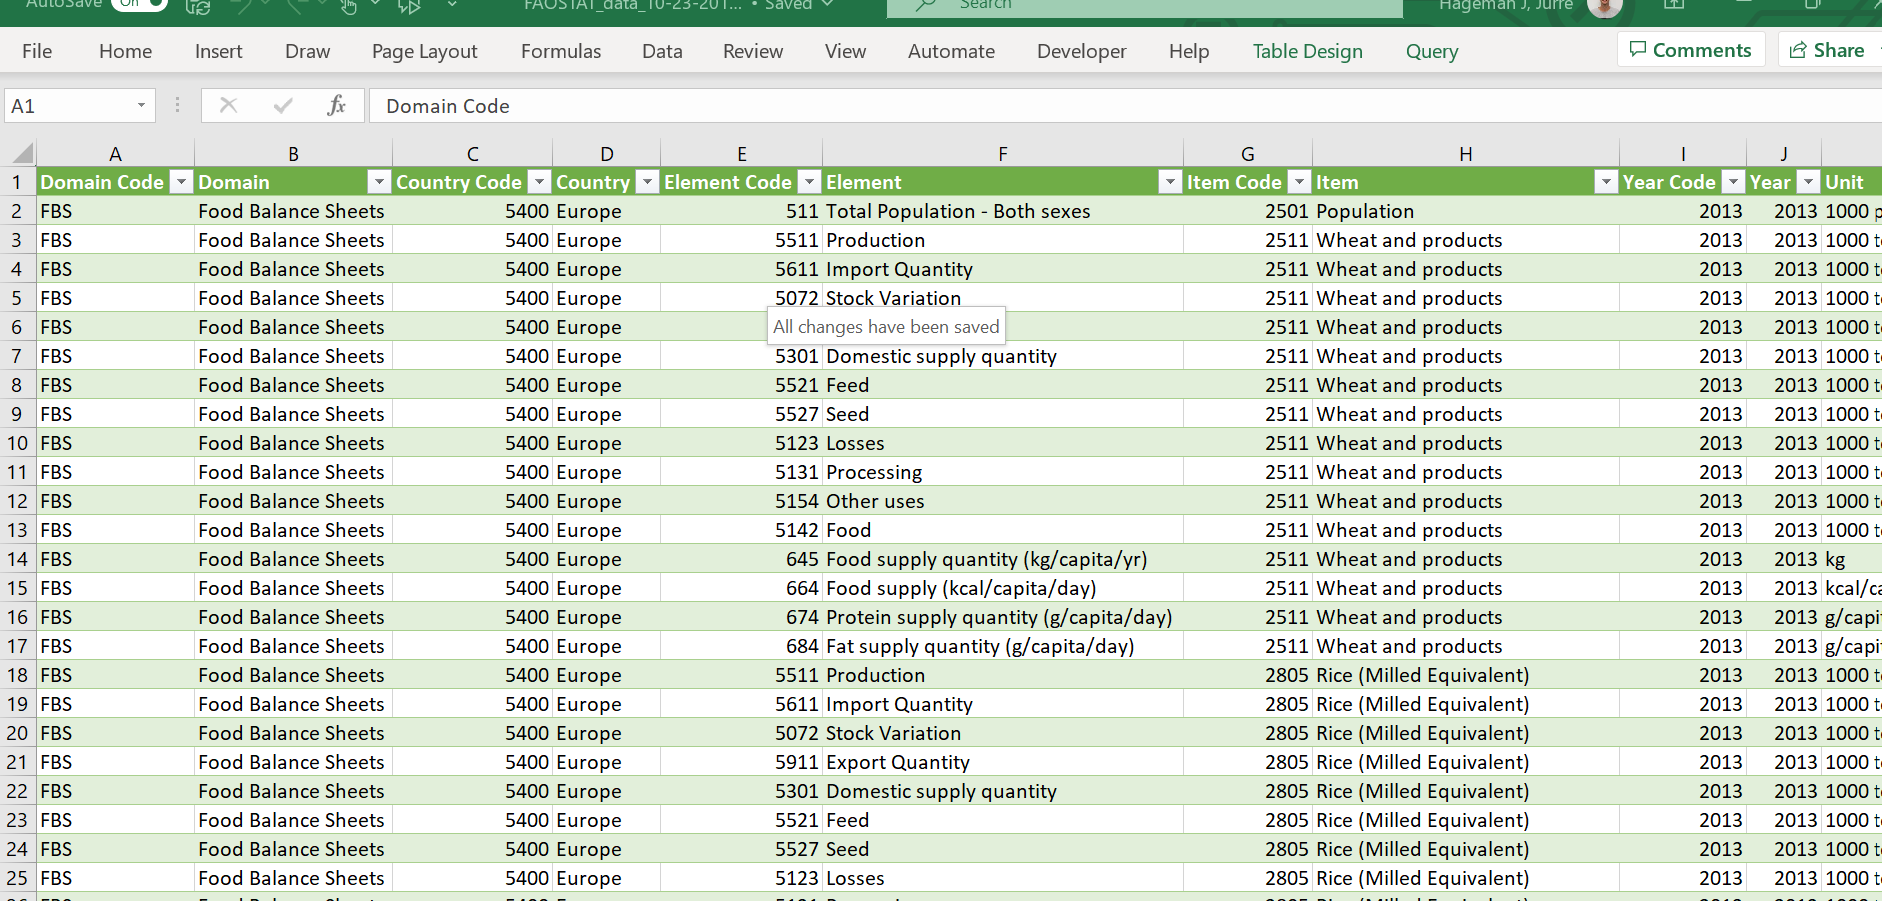 AutoSave On FAOSTAT_data_10-23-201... • Saved Search Hageman J, Jurre
File Home Insert Draw Page Layout Formulas Data Review View Automate Developer Help Table Design Query Comments Share
A1 fx Domain Code
A B C D E F G H I J
1 Domain Code Domain Country Code Country Element Code Element Item Code Item Year Code Year Unit
2 FBS Food Balance Sheets 5400 Europe 511 Total Population - Both sexes 2501 Population 2013 2013 1000 p
3 FBS Food Balance Sheets 5400 Europe 5511 Production 2511 Wheat and products 2013 2013 1000 t
4 FBS Food Balance Sheets 5400 Europe 5611 Import Quantity 2511 Wheat and products 2013 2013 1000 t
5 FBS Food Balance Sheets 5400 Europe 5072 Stock Variation 2511 Wheat and products 2013 2013 1000 t
6 FBS Food Balance Sheets 5400 Europe All changes have been saved 2511 Wheat and products 2013 2013 1000 t
7 FBS Food Balance Sheets 5400 Europe 5301 Domestic supply quantity 2511 Wheat and products 2013 2013 1000 t
8 FBS Food Balance Sheets 5400 Europe 5521 Feed 2511 Wheat and products 2013 2013 1000 t
9 FBS Food Balance Sheets 5400 Europe 5527 Seed 2511 Wheat and products 2013 2013 1000 t
10 FBS Food Balance Sheets 5400 Europe 5123 Losses 2511 Wheat and products 2013 2013 1000 t
11 FBS Food Balance Sheets 5400 Europe 5131 Processing 2511 Wheat and products 2013 2013 1000 t
12 FBS Food Balance Sheets 5400 Europe 5154 Other uses 2511 Wheat and products 2013 2013 1000 t
13 FBS Food Balance Sheets 5400 Europe 5142 Food 2511 Wheat and products 2013 2013 1000 t
14 FBS Food Balance Sheets 5400 Europe 645 Food supply quantity (kg/capita/yr) 2511 Wheat and products 2013 2013 kg
15 FBS Food Balance Sheets 5400 Europe 664 Food supply (kcal/capita/day) 2511 Wheat and products 2013 2013 kcal/ca
16 FBS Food Balance Sheets 5400 Europe 674 Protein supply quantity (g/capita/day) 2511 Wheat and products 2013 2013 g/capi
17 FBS Food Balance Sheets 5400 Europe 684 Fat supply quantity (g/capita/day) 2511 Wheat and products 2013 2013 g/capi
18 FBS Food Balance Sheets 5400 Europe 5511 Production 2805 Rice (Milled Equivalent) 2013 2013 1000 t
19 FBS Food Balance Sheets 5400 Europe 5611 Import Quantity 2805 Rice (Milled Equivalent) 2013 2013 1000 t
20 FBS Food Balance Sheets 5400 Europe 5072 Stock Variation 2805 Rice (Milled Equivalent) 2013 2013 1000 t
21 FBS Food Balance Sheets 5400 Europe 5911 Export Quantity 2805 Rice (Milled Equivalent) 2013 2013 1000 t
22 FBS Food Balance Sheets 5400 Europe 5301 Domestic supply quantity 2805 Rice (Milled Equivalent) 2013 2013 1000 t
23 FBS Food Balance Sheets 5400 Europe 5521 Feed 2805 Rice (Milled Equivalent) 2013 2013 1000 t
24 FBS Food Balance Sheets 5400 Europe 5527 Seed 2805 Rice (Milled Equivalent) 2013 2013 1000 t
25 FBS Food Balance Sheets 5400 Europe 5123 Losses 2805 Rice (Milled Equivalent) 2013 2013 1000 t